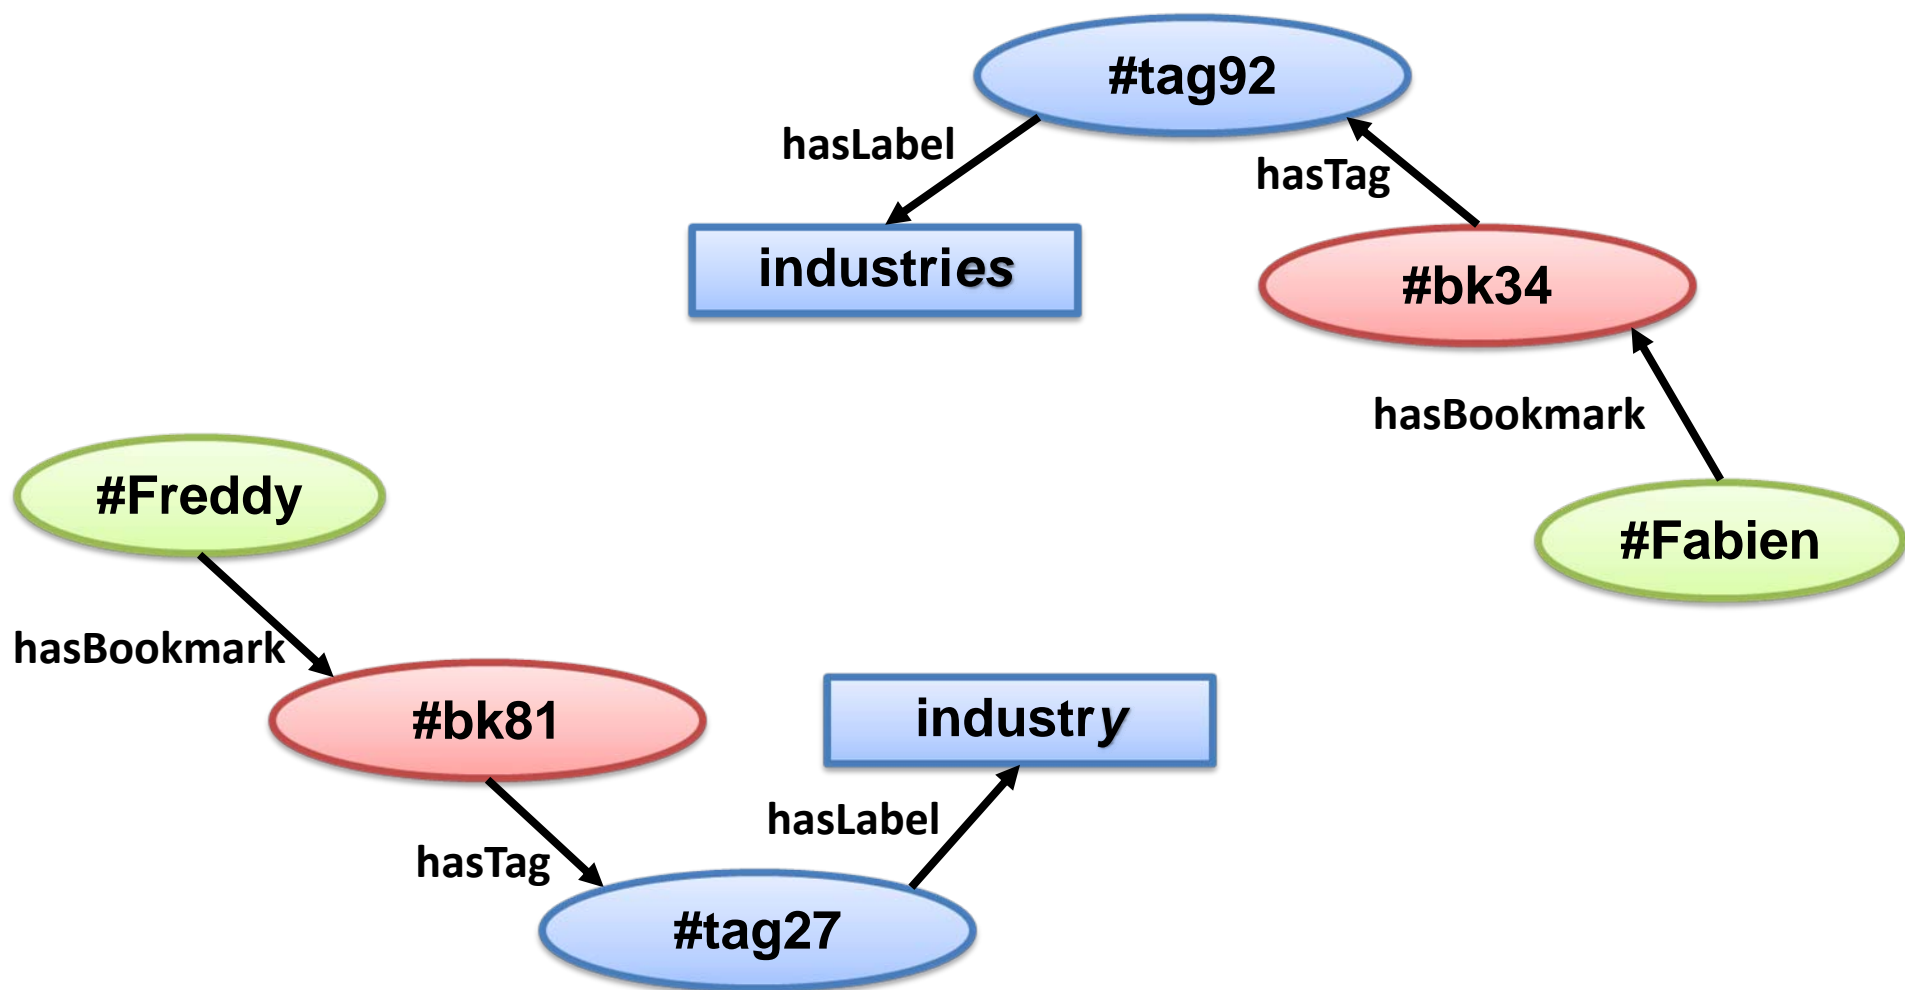 #tag92
hasLabel
hasTag
industries
#bk34
hasBookmark
#Freddy
#Fabien
hasBookmark
#bk81
industry
hasLabel
hasTag
#tag27